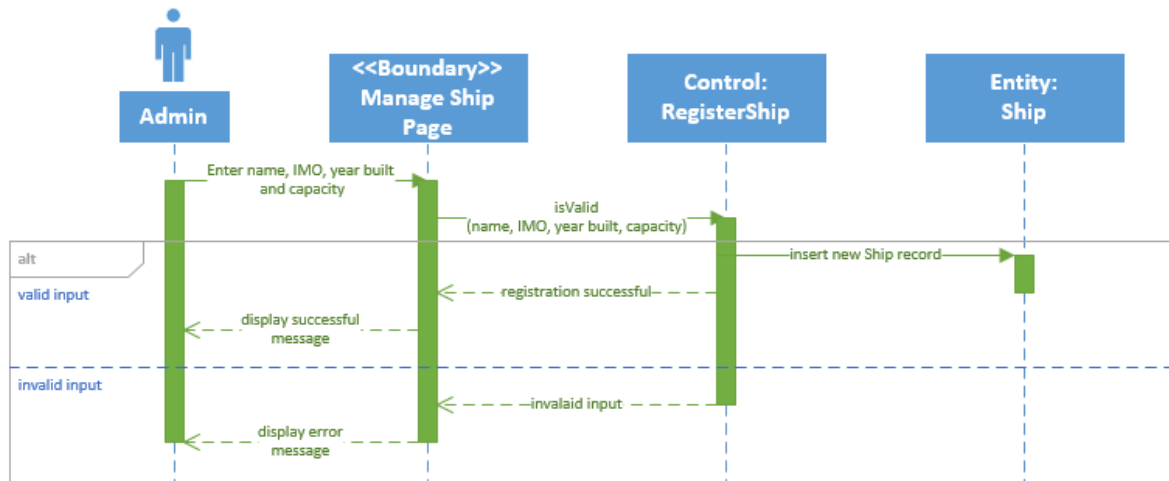 Admin
<<Boundary>>
Manage Ship
Page
Control:
RegisterShip
Entity:
Ship
Enter name, IMO, year built
and capacity
isValid
(name, IMO, year built, capacity)
alt
insert new Ship record
valid input
registration successful
display successful
message
invalid input
invalaid input
display error
message